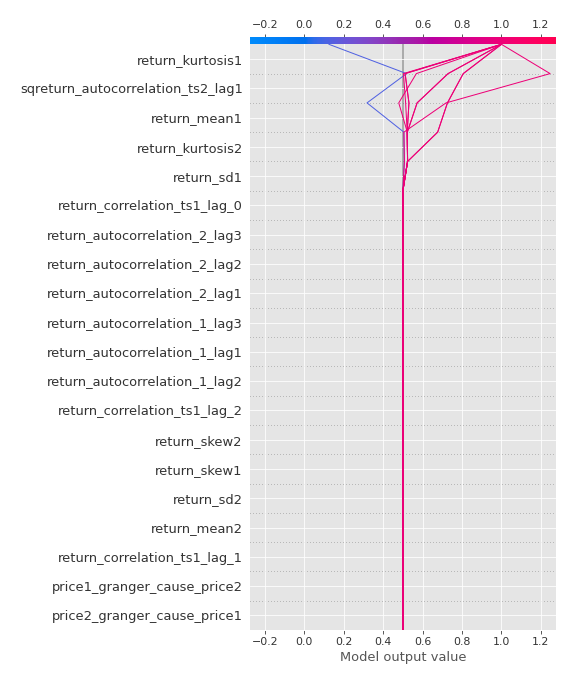 −0.2 0.0 0.2 0.4 0.6 0.8 1.0 1.2
return_kurtosis1
sqreturn_autocorrelation_ts2_lag1
return_mean1
return_kurtosis2
return_sd1
return_correlation_ts1_lag_0
return_autocorrelation_2_lag3
return_autocorrelation_2_lag2
return_autocorrelation_2_lag1
return_autocorrelation_1_lag3
return_autocorrelation_1_lag1
return_autocorrelation_1_lag2
return_correlation_ts1_lag_2
return_skew2
return_skew1
return_sd2
return_mean2
return_correlation_ts1_lag_1
price1_granger_cause_price2
price2_granger_cause_price1
−0.2 0.0 0.2 0.4 0.6 0.8 1.0 1.2
Model output value